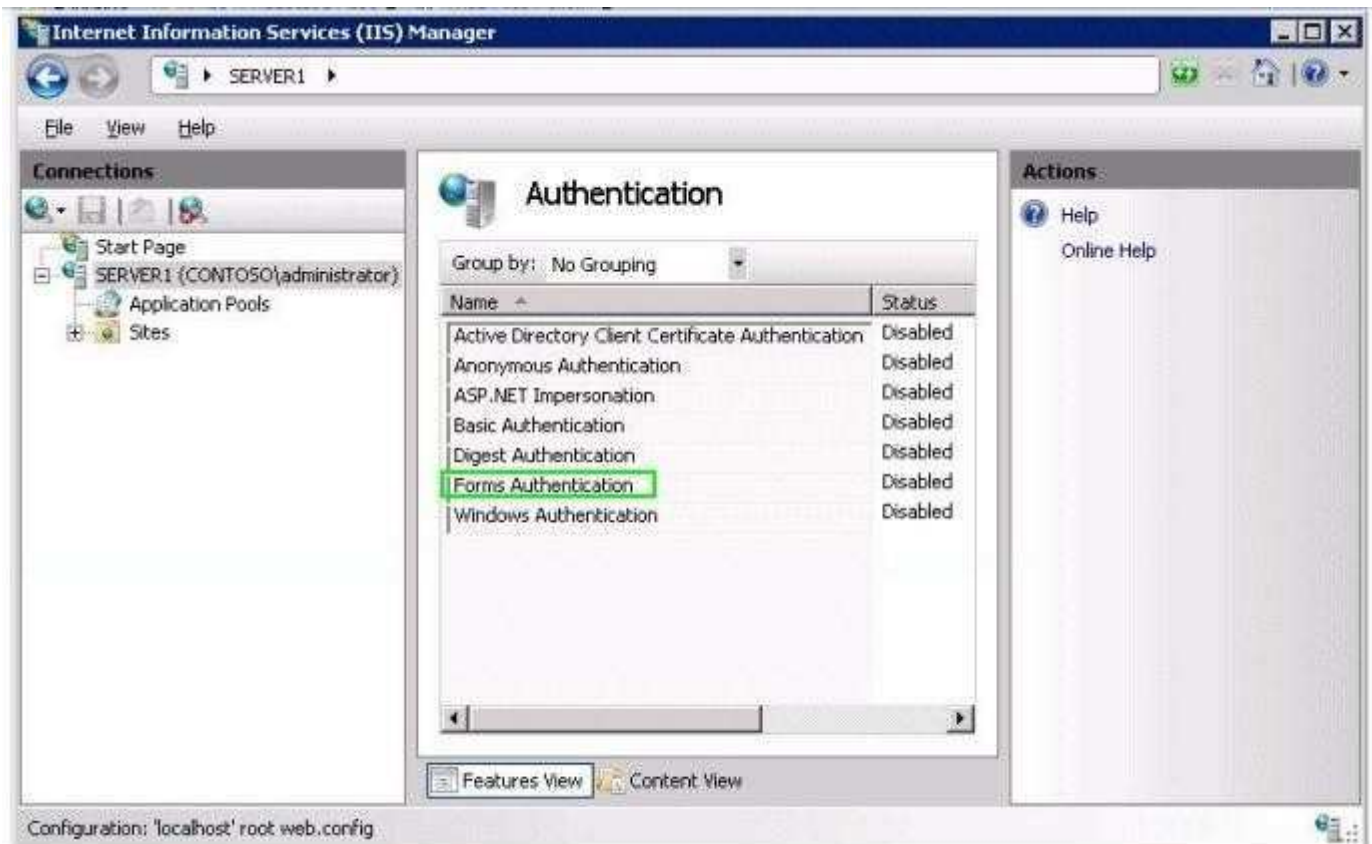 Internet Information Services (IIS) Manager
SERVER1
File View Help
Connections
Start Page
SERVER1 (CONTOSO\administrator)
Application Pools
Sites
Authentication
Group by: No Grouping
Name Status
Active Directory Client Certificate Authentication Disabled
Anonymous Authentication Disabled
ASP.NET Impersonation Disabled
Basic Authentication Disabled
Digest Authentication Disabled
Forms Authentication Disabled
Windows Authentication Disabled
Features View Content View
Actions
Help
Online Help
Configuration: 'localhost' root web.config